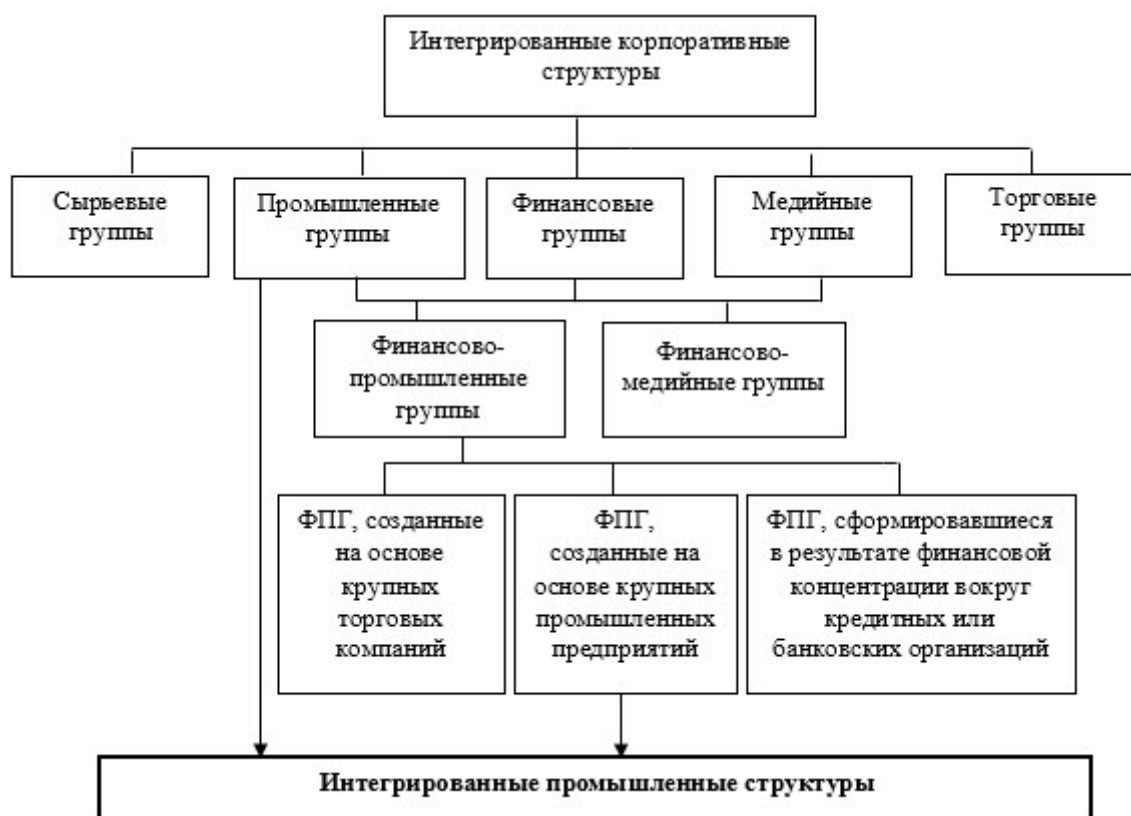 Интегрированные корпоративные
структуры
Сырьевые
группы
Промышленные
группы
Финансовые
группы
Медийные
группы
Торговые
группы
Финансово-
промышленные
группы
Финансово-
медийные группы
ФПГ, созданные
на основе
крупных
торговых
компаний
ФПГ,
созданные на
основе крупных
промышленных
предприятий
ФПГ, сформировавшиеся
в результате финансовой
концентрации вокруг
кредитных или
банковских организаций
Интегрированные промышленные структуры